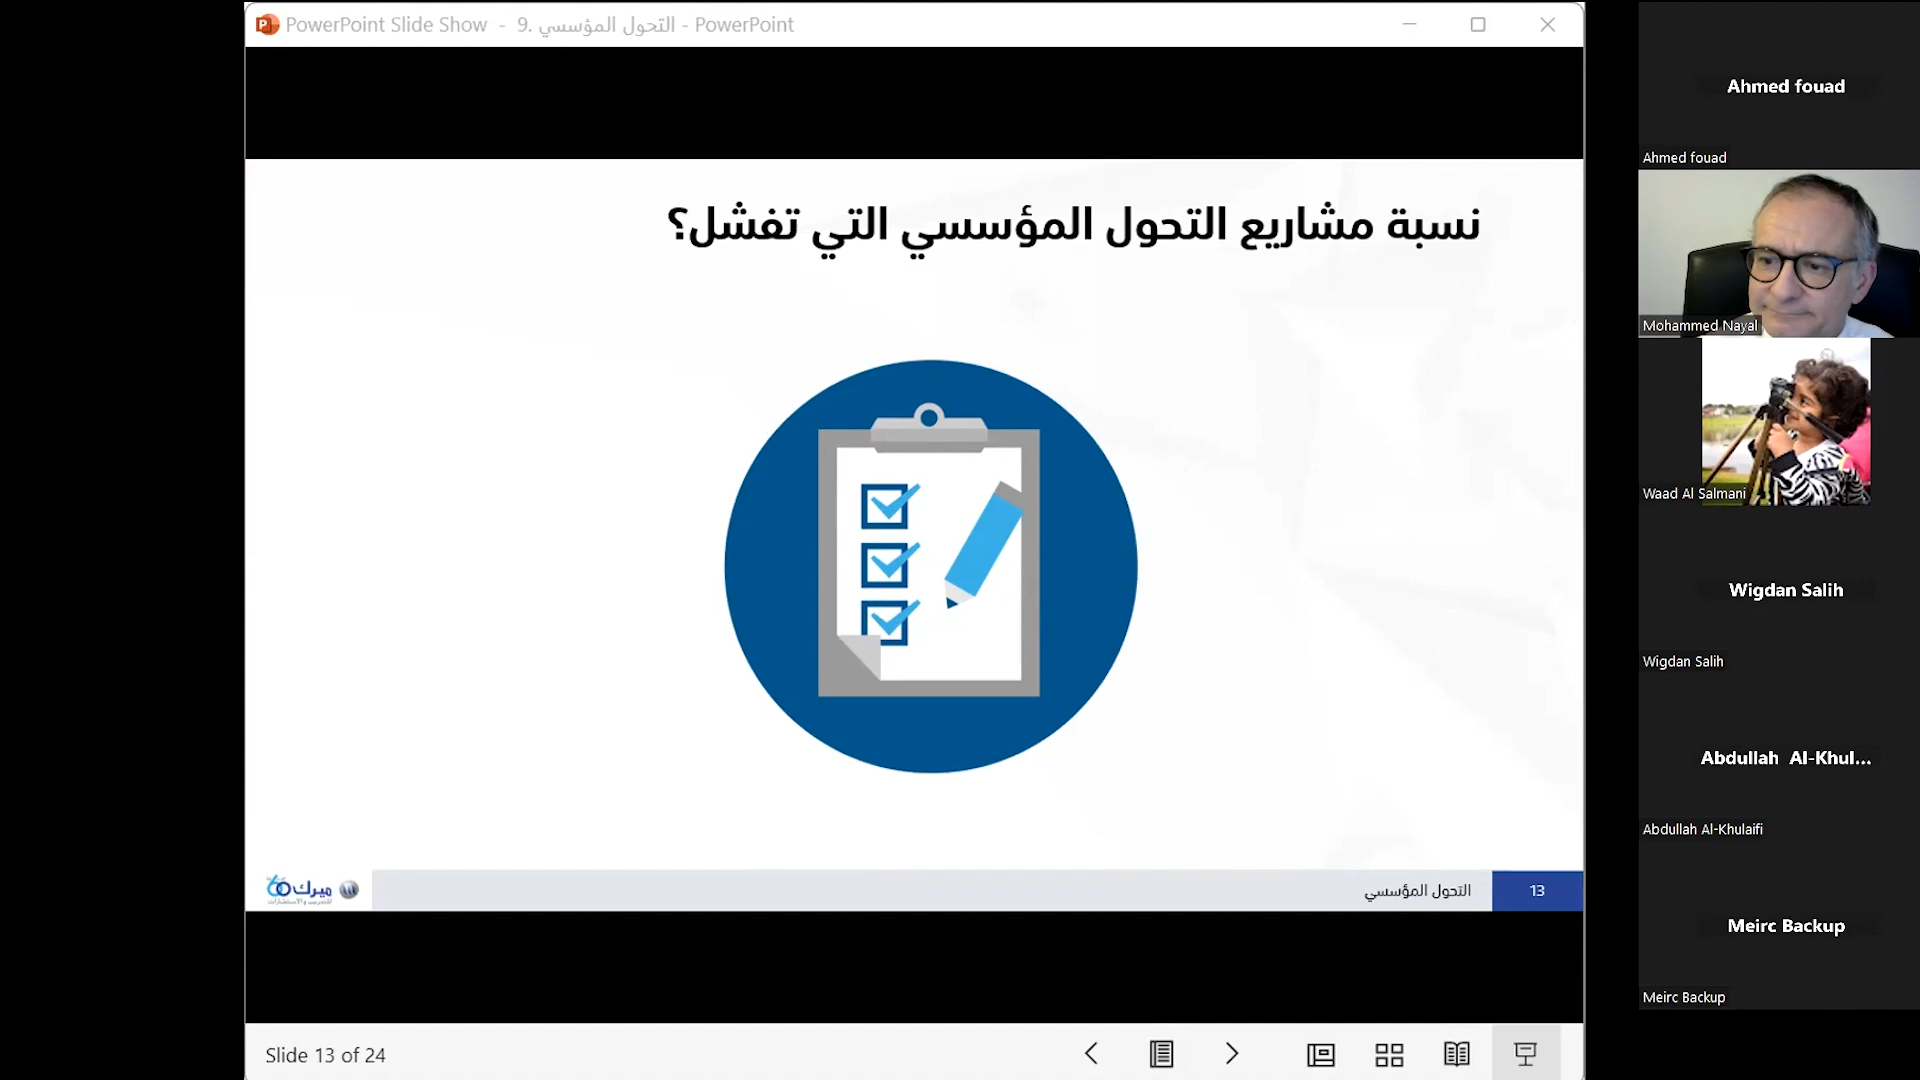 PowerPoint Slide Show - 9. التحول المؤسسي - PowerPoint
نسبة مشاريع التحول المؤسسي التي تفشل؟
ميرك
للتدريب والاستشارات
التحول المؤسسي
13
Slide 13 of 24
Ahmed fouad
Ahmed fouad
Mohammed Nayal
Waad Al Salmani
Wigdan Salih
Wigdan Salih
Abdullah Al-Khul...
Abdullah Al-Khulaifi
Meirc Backup
Meirc Backup